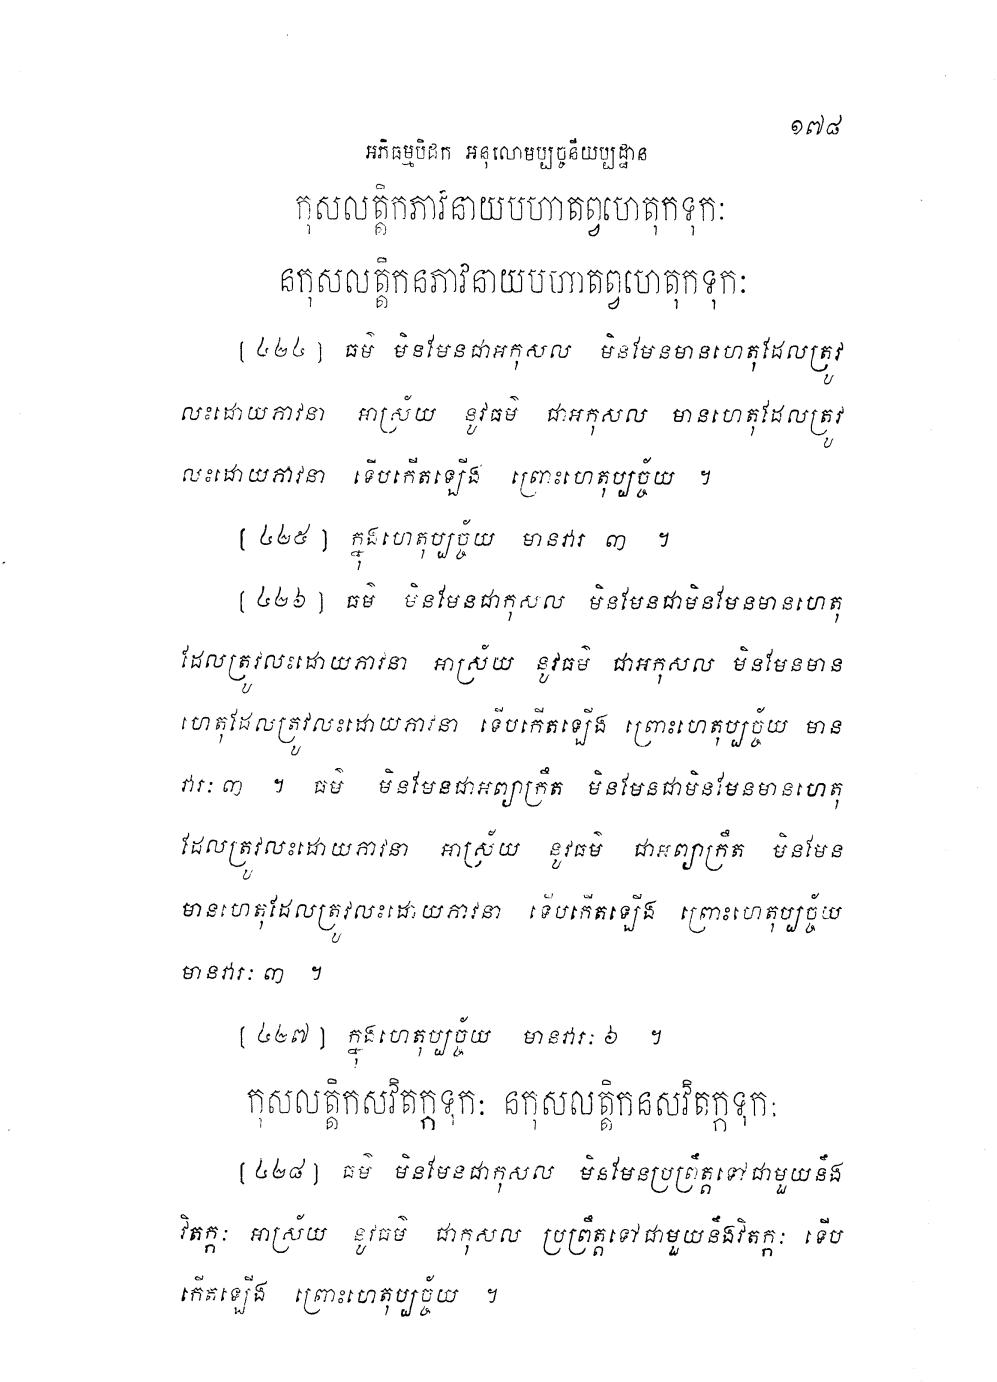 ១៧៨
អភិធម្មបិដក អនុលោមប្បច្ចនីយប្បដ្ឋាន
កុសលត្តិកភាវនាយបហាតព្វហេតុកទុកៈ
នកុសលត្តិកនភាវនាយបហាតព្វហេតុកទុកៈ
[ ៤២៤ ] ធម៌ មិនមែនជាអកុសល មិនមែនមានហេតុដែលត្រូវ
លះដោយភាវនា អាស្រ័យ នូវធម៌ ជាអកុសល មានហេតុដែលត្រូវ
លះដោយភាវនា ទើបកើតឡើង ព្រោះហេតុប្បច្ច័យ ។
[ ៤២៥ ] ក្នុងហេតុប្បច្ច័យ មានវារៈ ៣ ។
[ ៤២៦ ] ធម៌ មិនមែនជាកុសល មិនមែនជាមិនមែនមានហេតុ
ដែលត្រូវលះដោយភាវនា អាស្រ័យ នូវធម៌ ជាអកុសល មិនមែនមាន
ហេតុដែលត្រូវលះដោយភាវនា ទើបកើតឡើង ព្រោះហេតុប្បច្ច័យ មាន
វារៈ ៣ ។ ធម៌ មិនមែនជាអព្យាក្រឹត មិនមែនជាមិនមែនមានហេតុ
ដែលត្រូវលះដោយភាវនា អាស្រ័យ នូវធម៌ ជាអព្យាក្រឹត មិនមែន
មានហេតុដែលត្រូវលះដោយភាវនា ទើបកើតឡើង ព្រោះហេតុប្បច្ច័យ
មានវារៈ ៣ ។
[ ៤២៧ ] ក្នុងហេតុប្បច្ច័យ មានវារៈ ៦ ។
កុសលត្តិកសវិតក្កទុកៈ នកុសលត្តិកនសវិតក្កទុកៈ
[ ៤២៨ ] ធម៌ មិនមែនជាកុសល មិនមែនប្រព្រឹត្តទៅជាមួយនឹង
វិតក្កៈ អាស្រ័យ នូវធម៌ ជាកុសល ប្រព្រឹត្តទៅជាមួយនឹងវិតក្កៈ ទើប
កើតឡើង ព្រោះហេតុប្បច្ច័យ ។